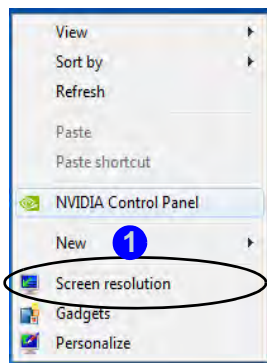 View
Sort by
Refresh
Paste
Paste shortcut
NVIDIA Control Panel
New 1
Screen resolution
Gadgets
Personalize